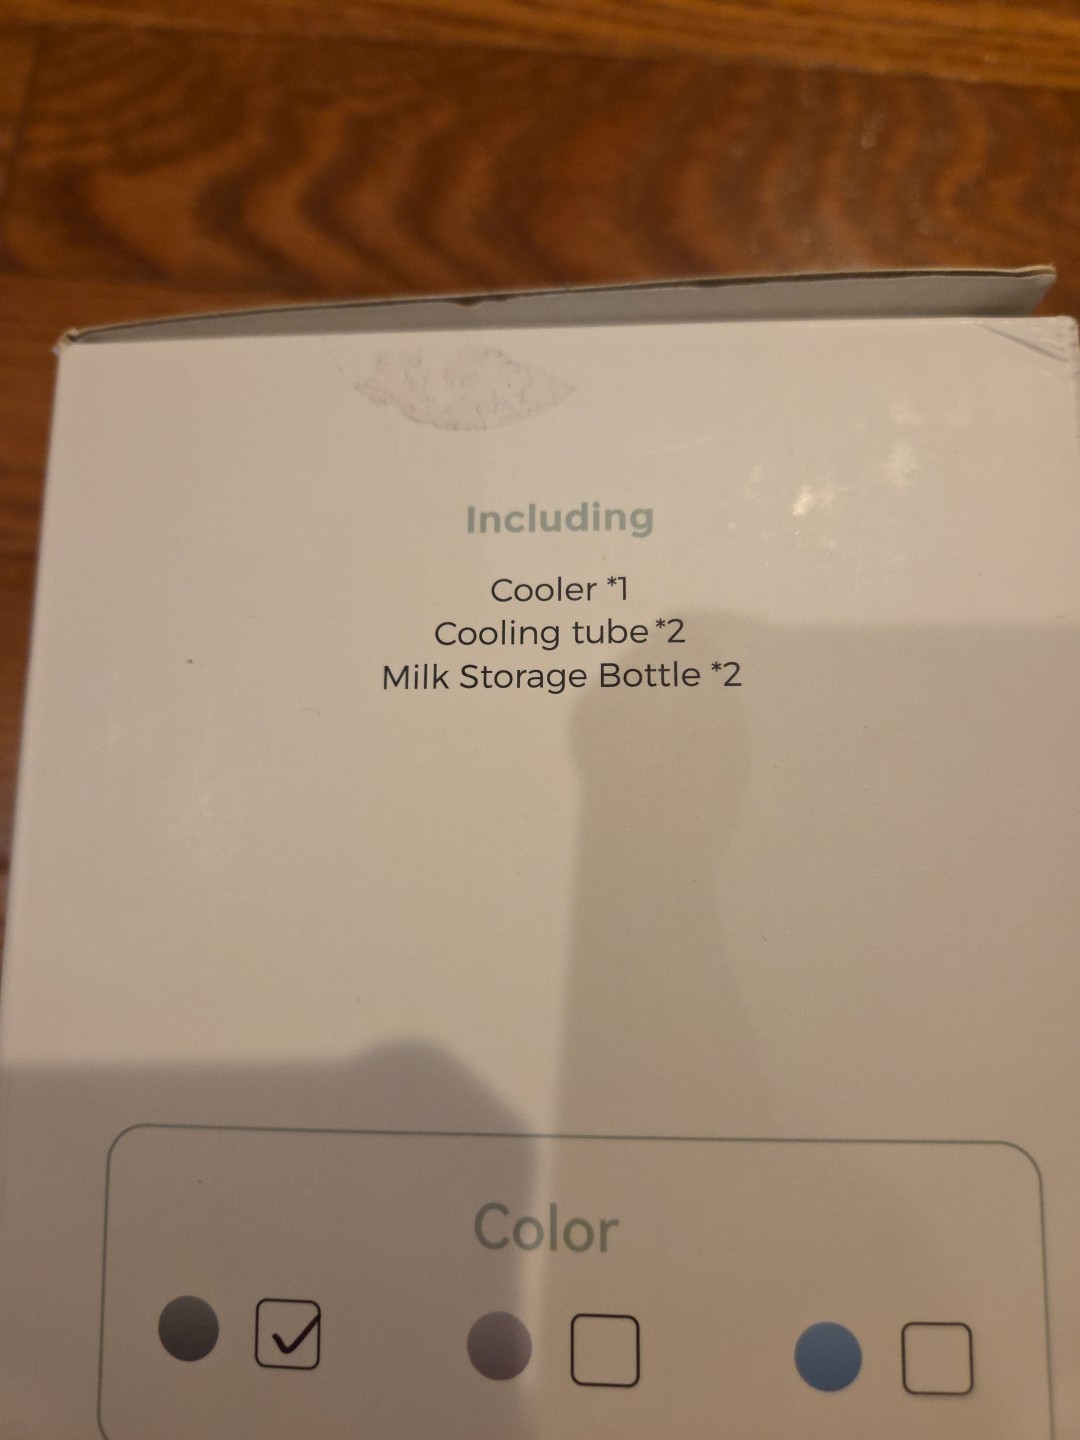 Including
Cooler *1
Cooling tube *2
Milk Storage Bottle *2
Color